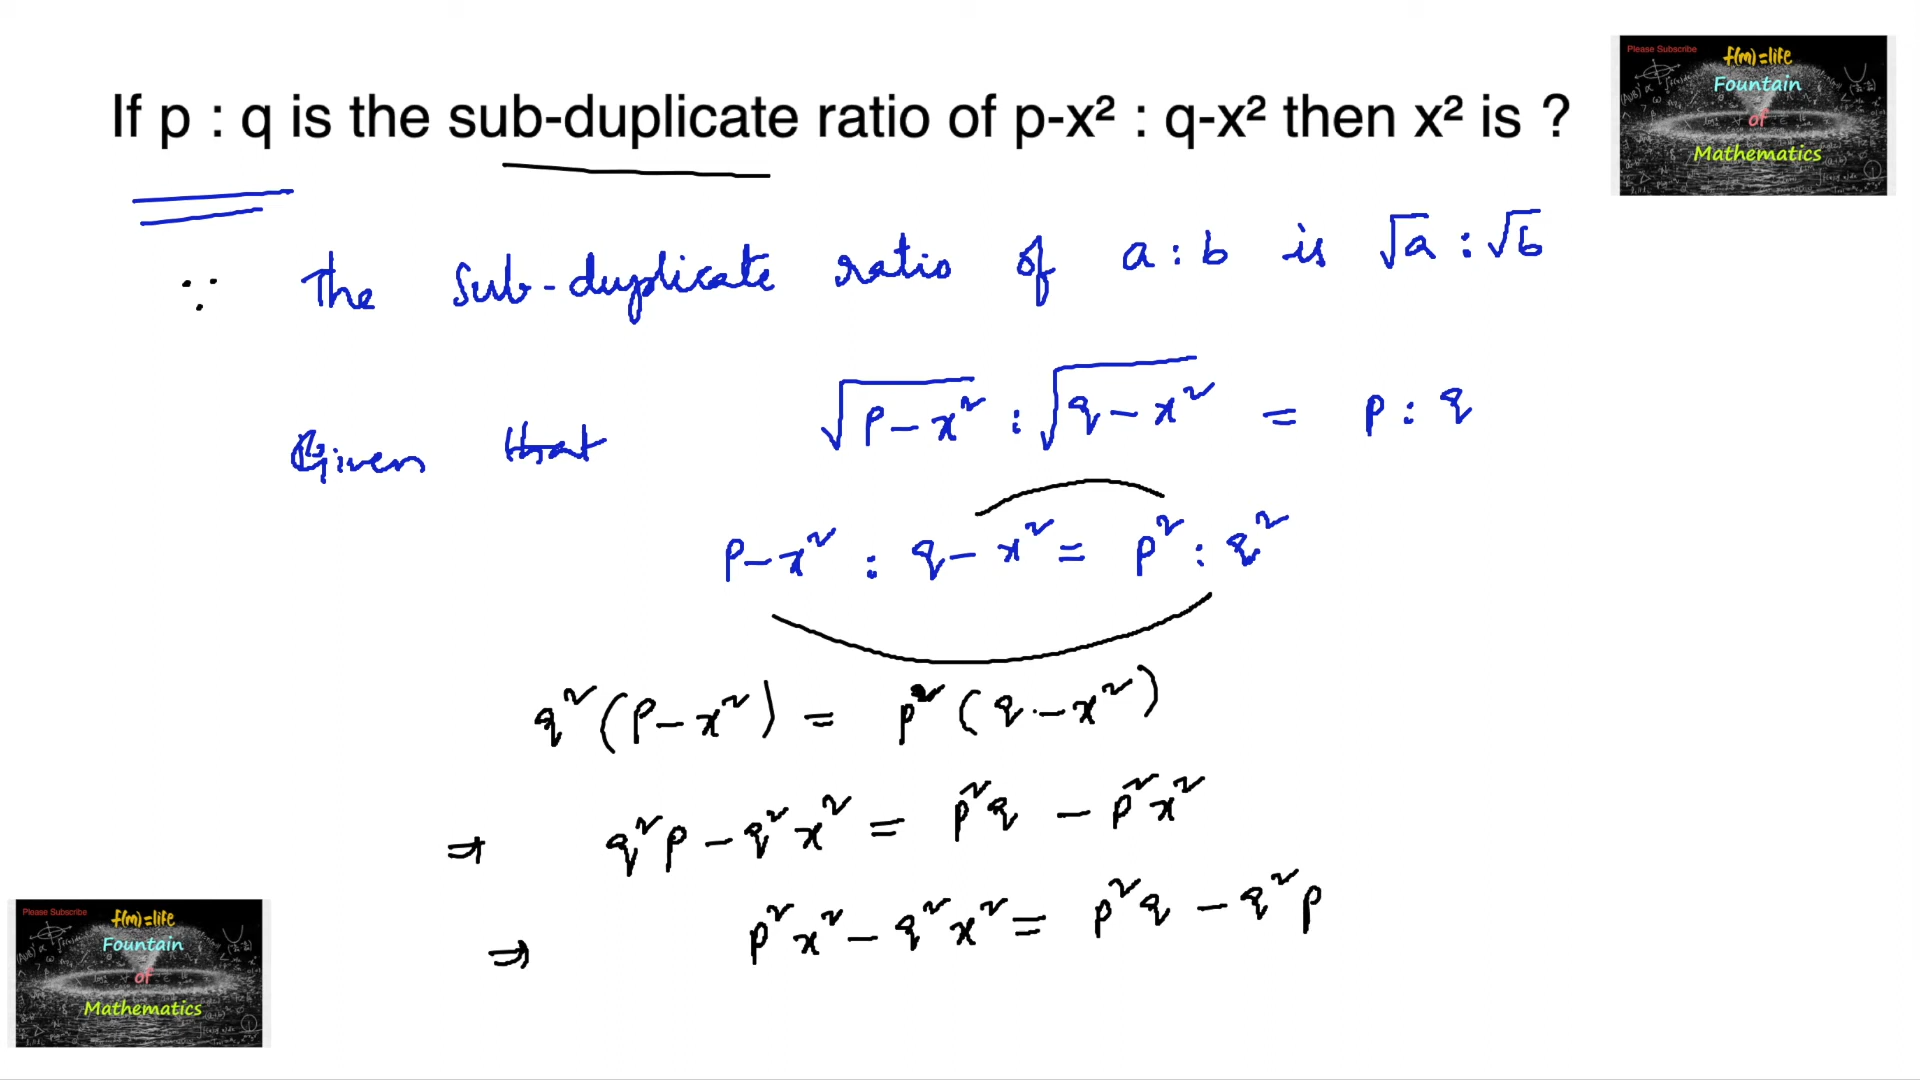 If p : q is the sub-duplicate ratio of p-x² : q-x² then x² is ?
Please Subscribe
f(m)=life
Fountain
of
Mathematics
∵ The Sub-duplicate ratio of a : b is √a : √b
Given that √p-x² : √q-x² = p : q
p-x² : q-x² = p² : q²
q²(p-x²) = p²(q-x²)
⇒ q²p - q²x² = p²q - p²x²
⇒ p²x² - q²x² = p²q - q²p
Please Subscribe
f(m)=life
Fountain
of
Mathematics